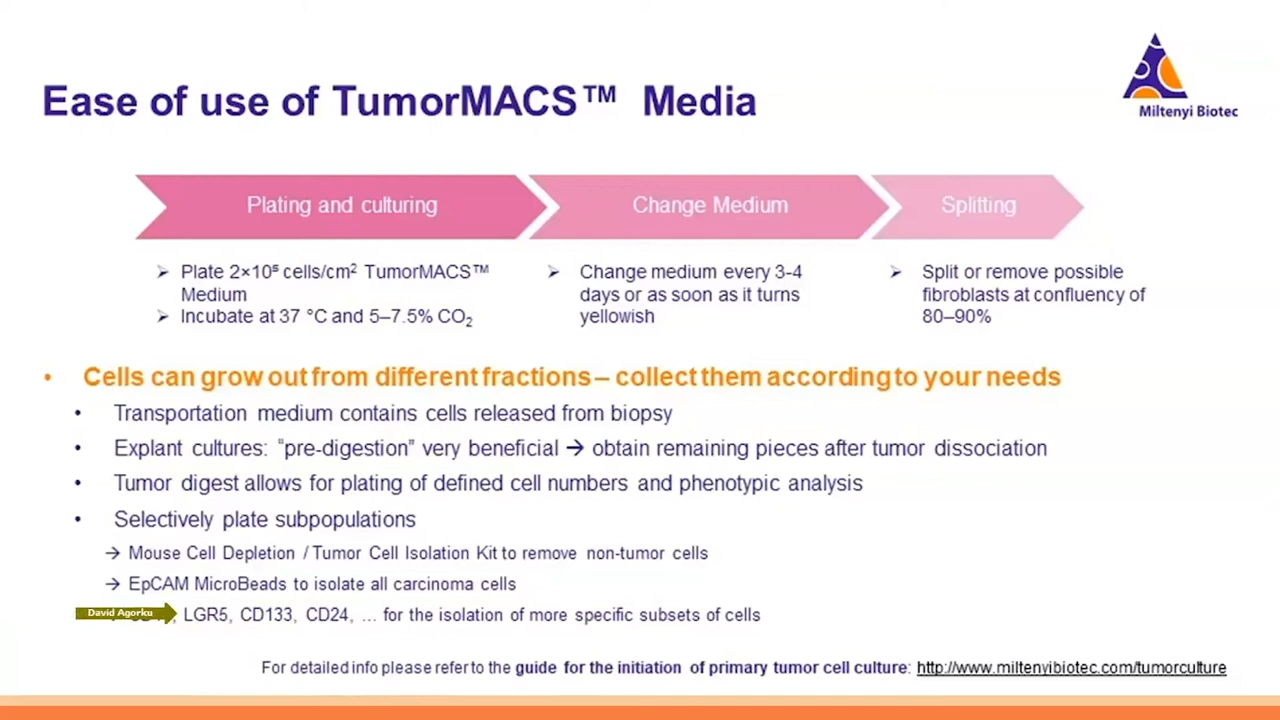 Miltenyi Biotec
Ease of use of TumorMACS™ Media
Plating and culturing
Change Medium
Splitting
➢ Plate 2×10⁵ cells/cm² TumorMACS™
Medium
➢ Incubate at 37 °C and 5–7.5% CO₂
➢ Change medium every 3-4
days or as soon as it turns
yellowish
➢ Split or remove possible
fibroblasts at confluency of
80–90%
• Cells can grow out from different fractions – collect them according to your needs
• Transportation medium contains cells released from biopsy
• Explant cultures: “pre-digestion” very beneficial → obtain remaining pieces after tumor dissociation
• Tumor digest allows for plating of defined cell numbers and phenotypic analysis
• Selectively plate subpopulations
→ Mouse Cell Depletion / Tumor Cell Isolation Kit to remove non-tumor cells
→ EpCAM MicroBeads to isolate all carcinoma cells
David Agorku
LGR5, CD133, CD24, … for the isolation of more specific subsets of cells
For detailed info please refer to the guide for the initiation of primary tumor cell culture: http://www.miltenyibiotec.com/tumorculture